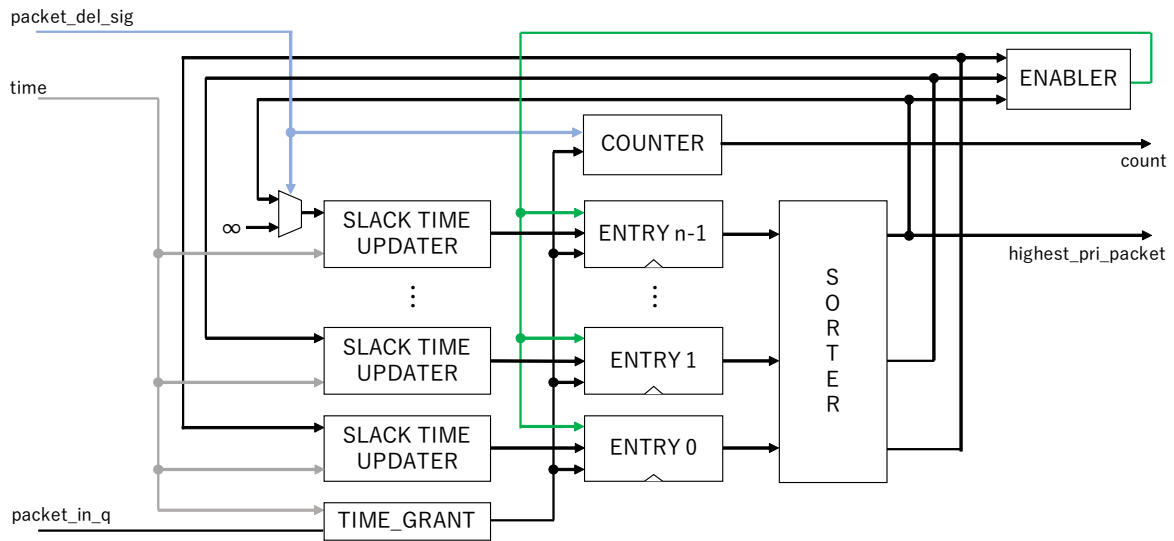 packet_del_sig
time
ENABLER
COUNTER
count
∞
SLACK TIME
UPDATER
ENTRY n-1
highest_pri_packet
⋮
⋮
SLACK TIME
UPDATER
ENTRY 1
SLACK TIME
UPDATER
ENTRY 0
S
O
R
T
E
R
packet_in_q
TIME_GRANT